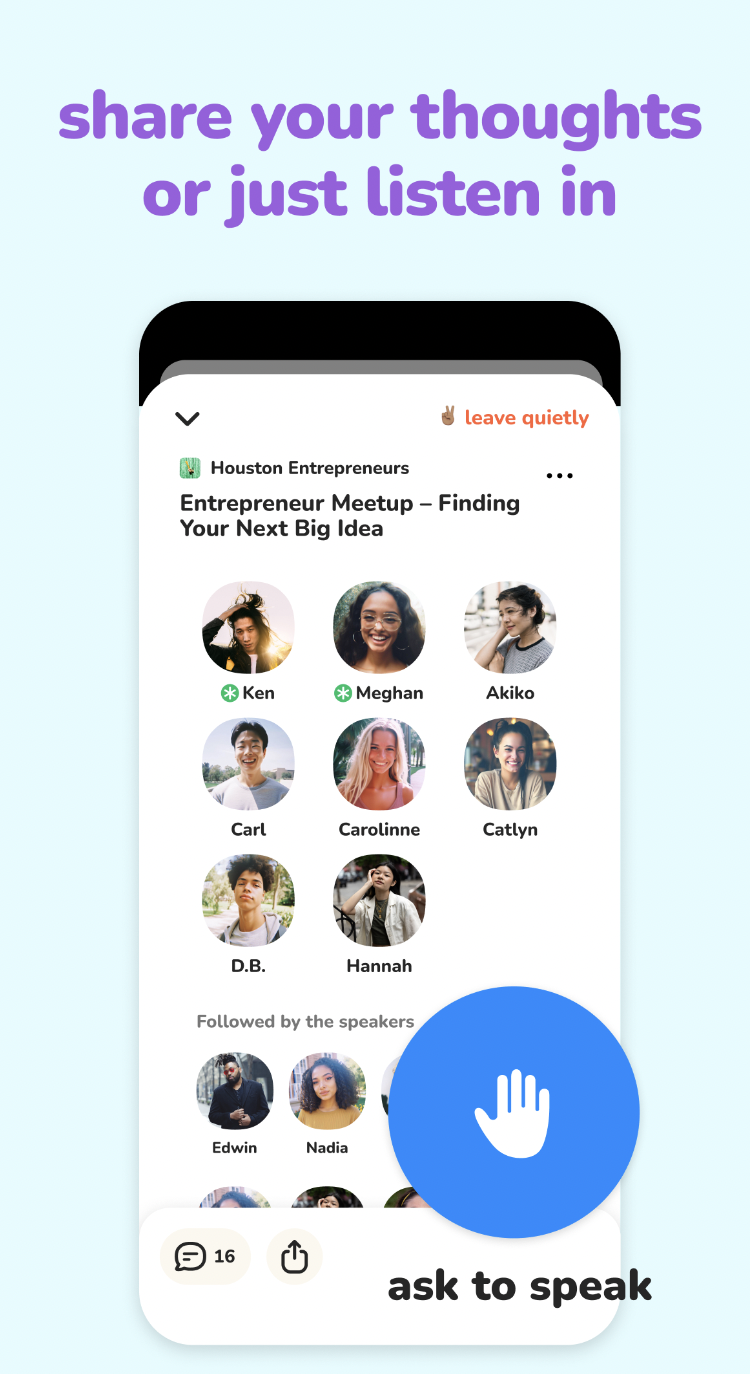 share your thoughts
or just listen in
✌🏽 leave quietly
Houston Entrepreneurs
...
Entrepreneur Meetup – Finding
Your Next Big Idea
Ken
Meghan
Akiko
Carl
Carolinne
Catlyn
D.B.
Hannah
Followed by the speakers
Edwin
Nadia
16
ask to speak